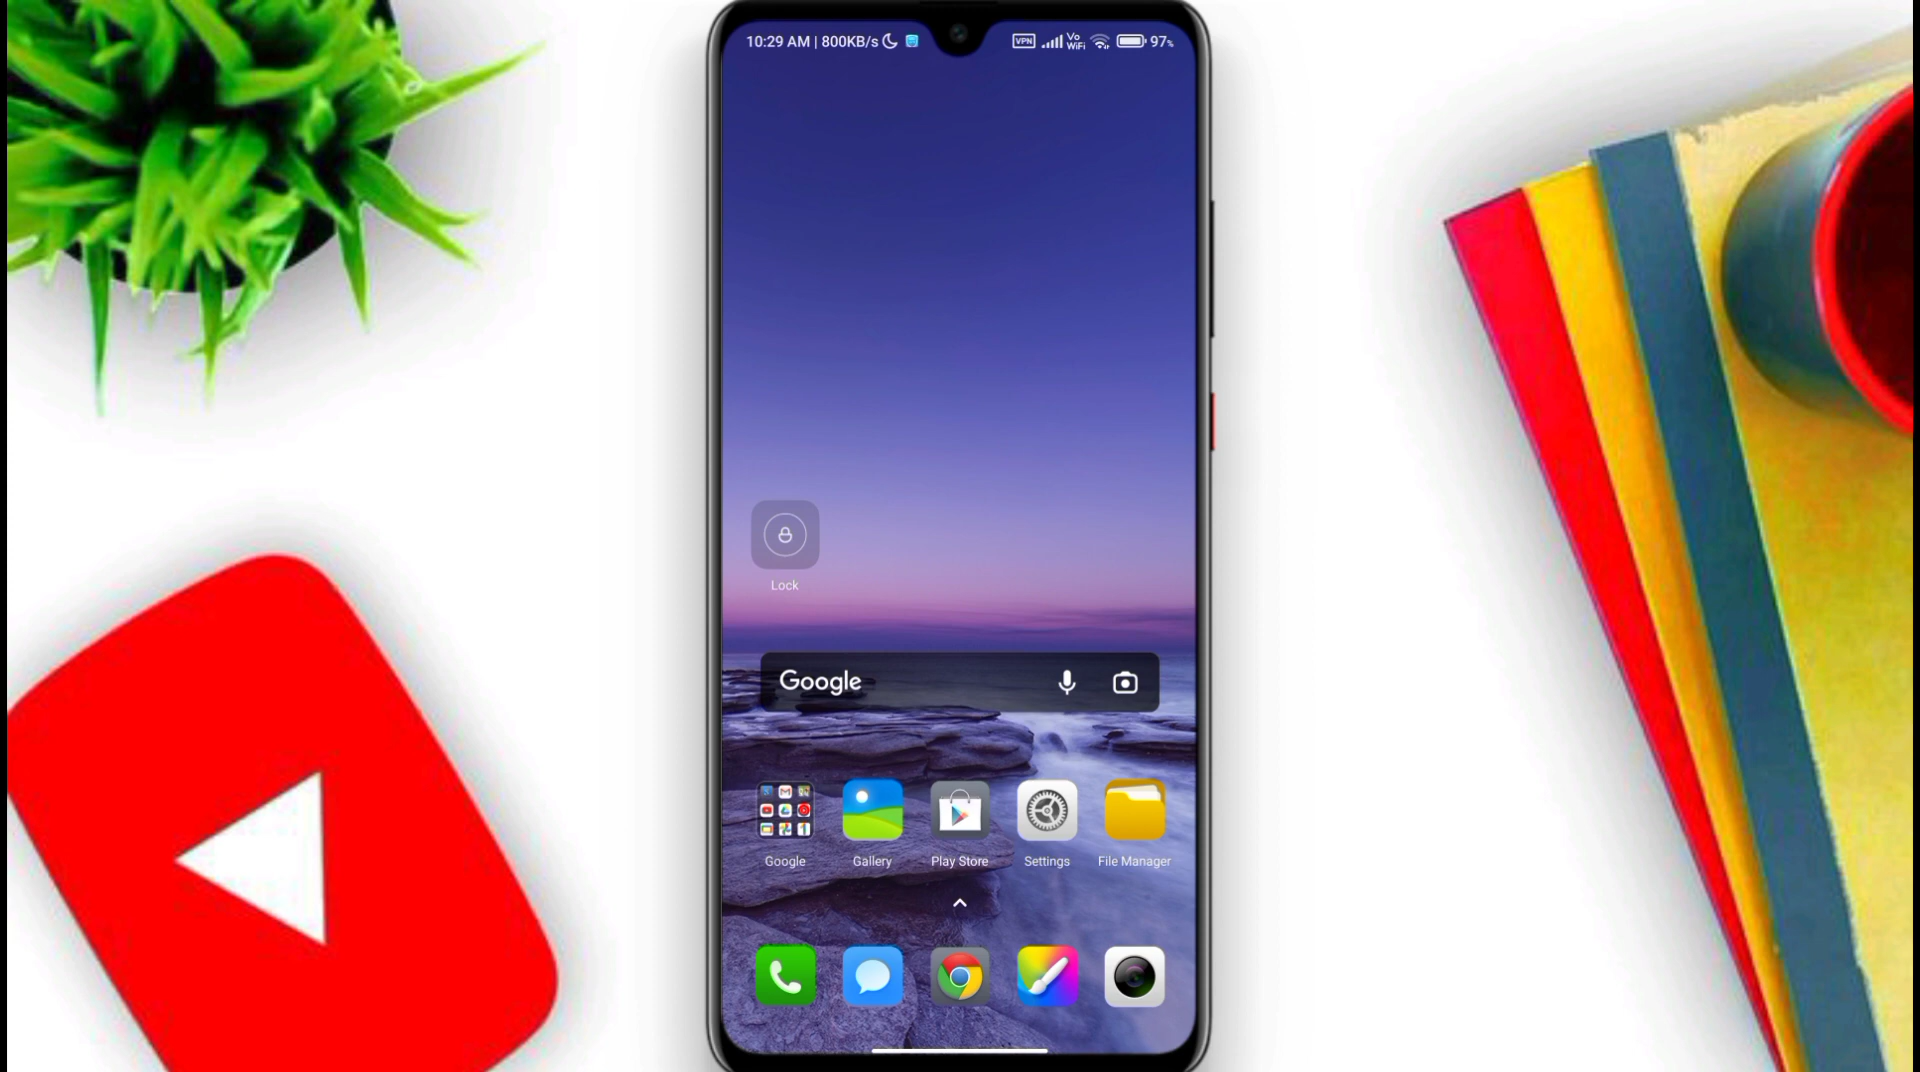 10:29 AM | 800KB/s
VPN
Vo
WiFi
97%
Lock
Google
Google
Gallery
Play Store
Settings
File Manager